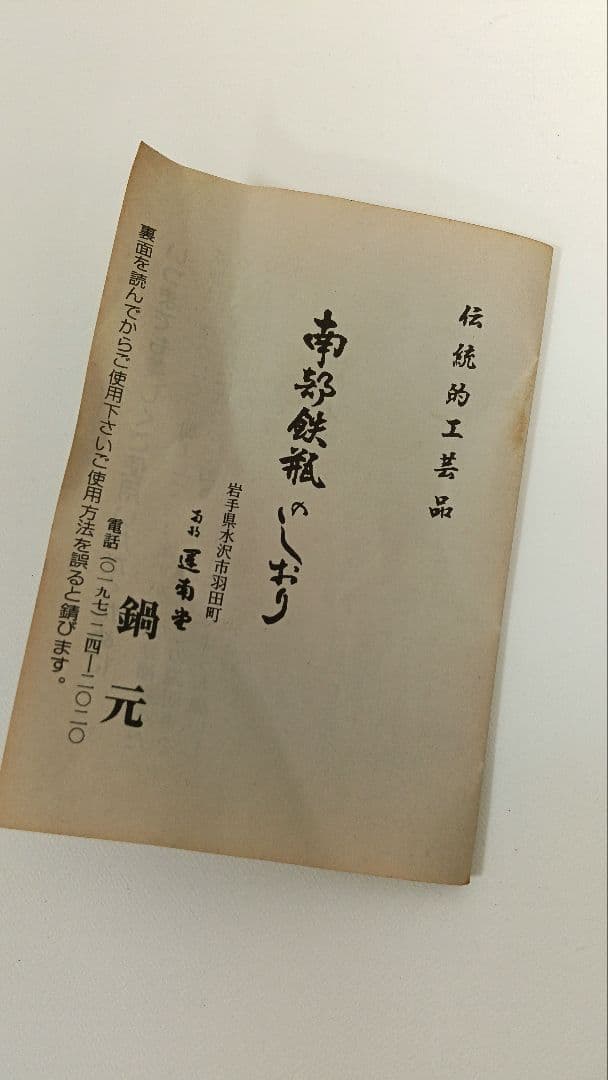 伝統的工芸品
南部鉄瓶のしおり
岩手県水沢市羽田町
鍋元
電話(〇一九七)二四―二〇二〇
裏面を読んでからご使用下さいご使用方法を誤ると錆びます。